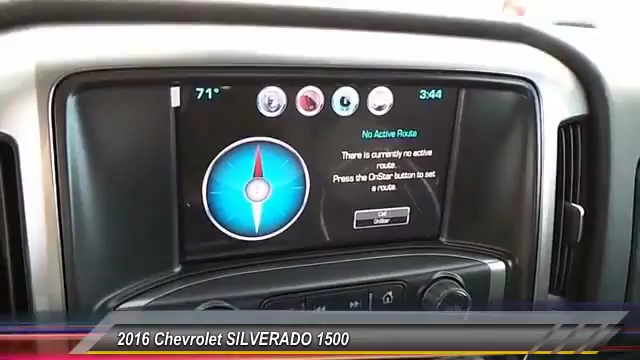 71°
3:44
No Active Route
There is currently no active
route.
Press the OnStar button to set
a route.
Call
OnStar
2016 Chevrolet SILVERADO 1500